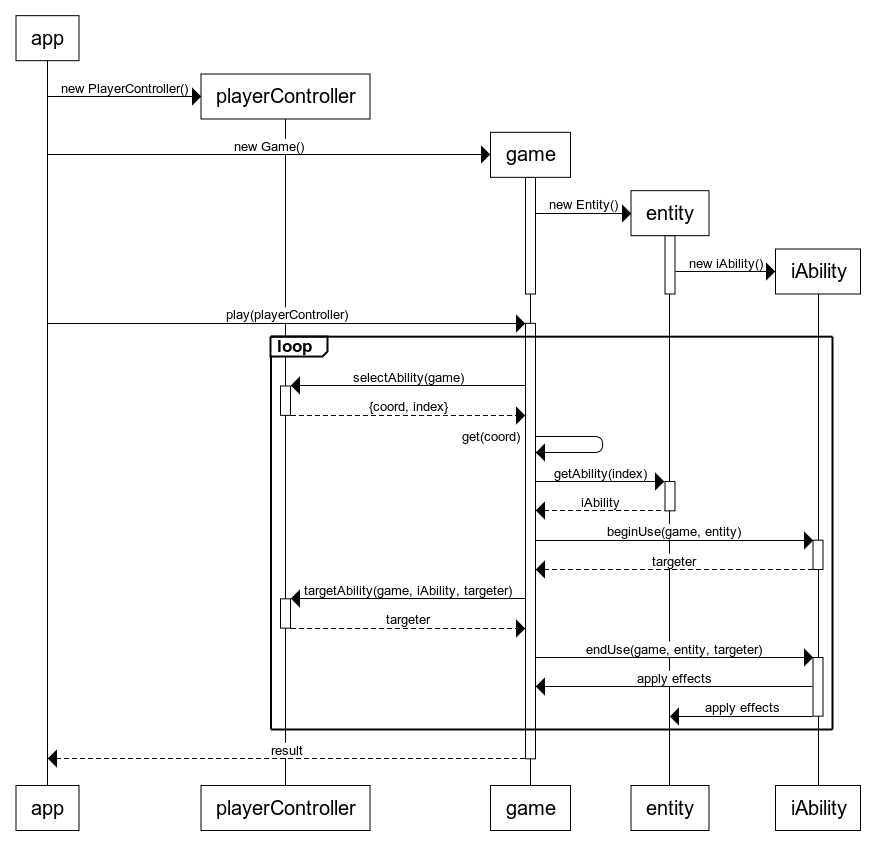 app
new PlayerController()
playerController
new Game()
game
new Entity()
entity
new iAbility()
iAbility
play(playerController)
loop
selectAbility(game)
{coord, index}
get(coord)
getAbility(index)
iAbility
beginUse(game, entity)
targeter
targetAbility(game, iAbility, targeter)
targeter
endUse(game, entity, targeter)
apply effects
apply effects
result
app
playerController
game
entity
iAbility